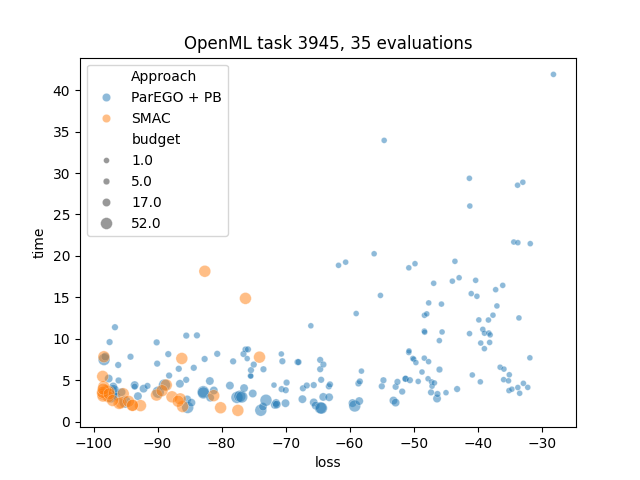 OpenML task 3945, 35 evaluations
Approach
ParEGO + PB
SMAC
budget
1.0
5.0
17.0
52.0
time
40
35
30
25
20
15
10
5
0
−100 −90 −80 −70 −60 −50 −40 −30
loss